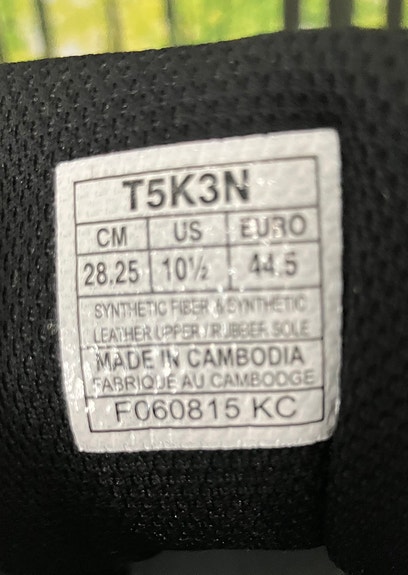 T5K3N
CM US EURO
28.25 10½ 44.5
SYNTHETIC FIBER & SYNTHETIC
LEATHER UPPER / RUBBER SOLE
MADE IN CAMBODIA
FABRIQUÉ AU CAMBODGE
F060815 KC